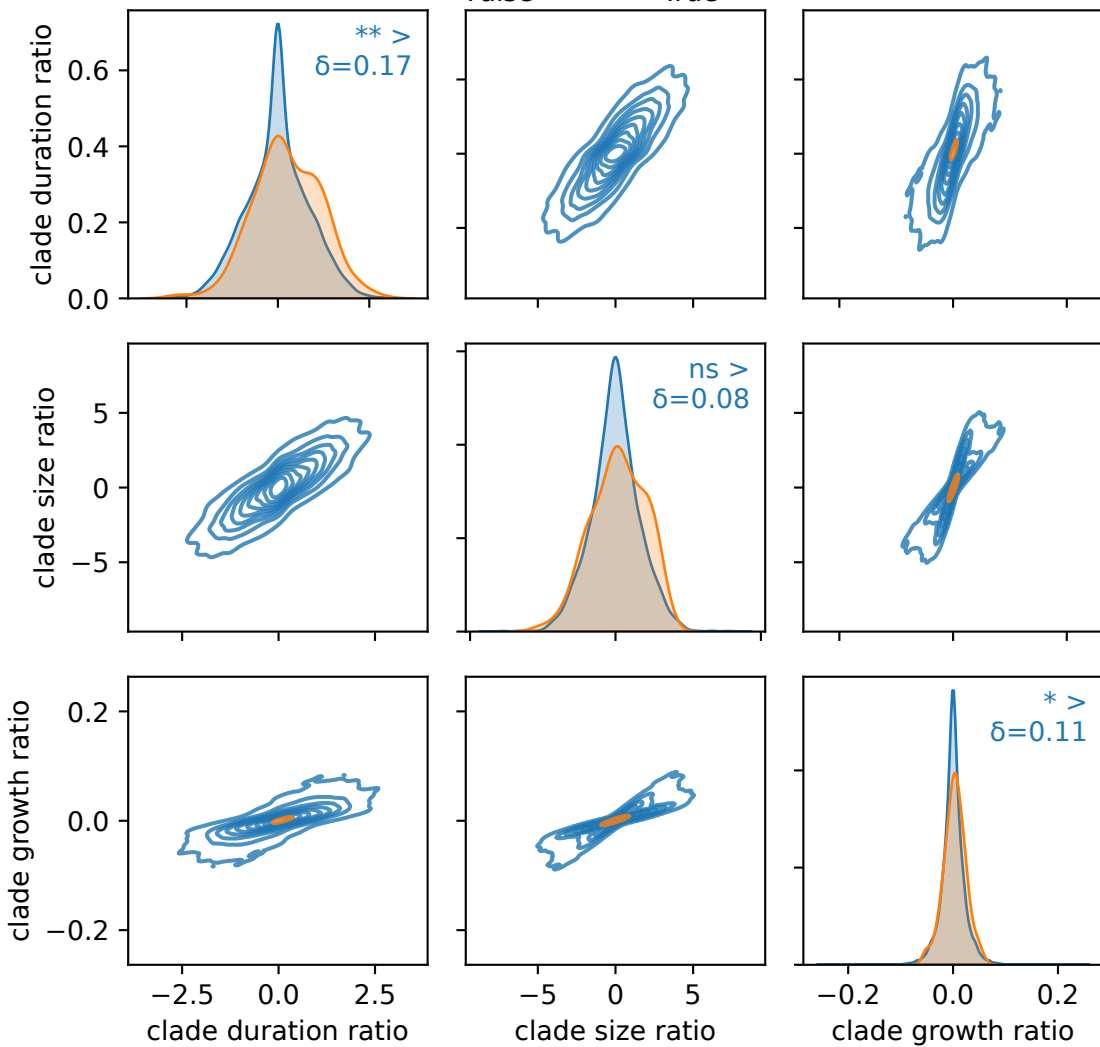 clade duration ratio
0.6
0.4
0.2
0.0
** >
δ=0.17
clade size ratio
5
0
−5
ns >
δ=0.08
clade growth ratio
0.2
0.0
−0.2
* >
δ=0.11
−2.5 0.0 2.5
clade duration ratio
−5 0 5
clade size ratio
−0.2 0.0 0.2
clade growth ratio